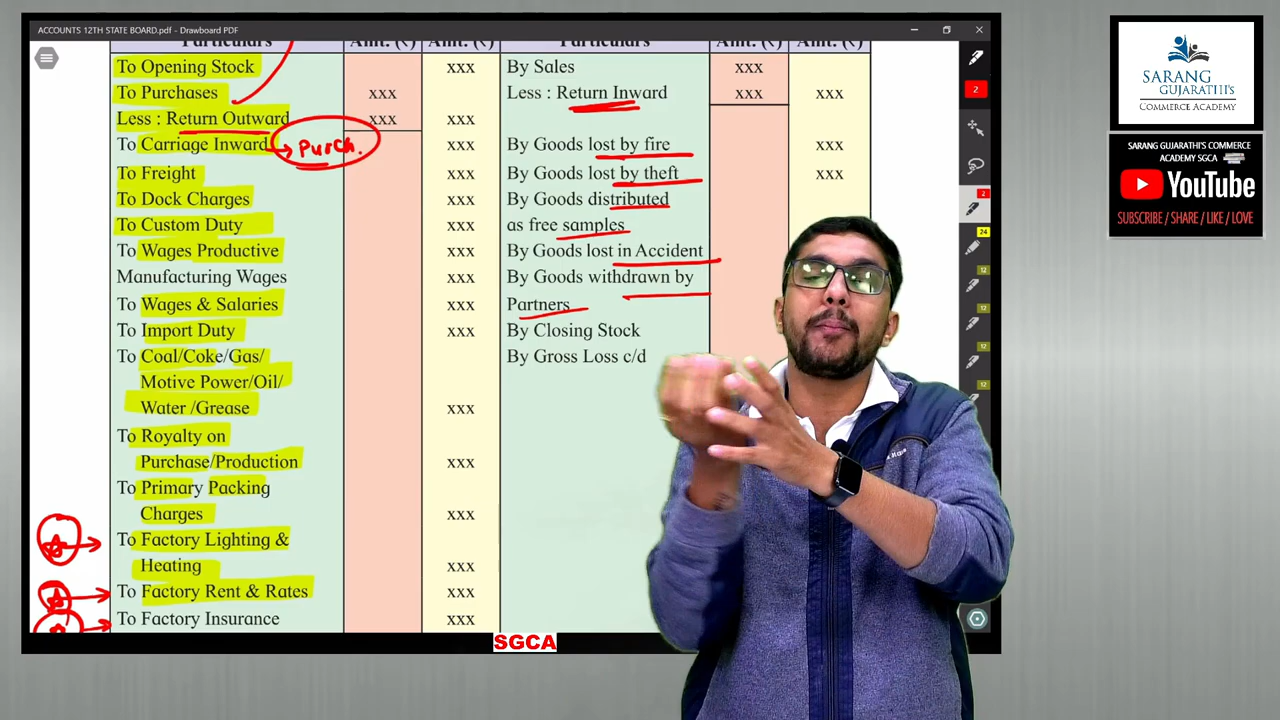 ACCOUNTS 12TH STATE BOARD.pdf - Drawboard PDF
Particulars Amt. (₹) Amt. (₹) Particulars Amt. (₹) Amt. (₹)
To Opening Stock xxx By Sales xxx
To Purchases xxx Less : Return Inward xxx xxx
Less : Return Outward xxx xxx
To Carriage Inward → Purch. xxx By Goods lost by fire xxx
To Freight xxx By Goods lost by theft xxx
To Dock Charges xxx By Goods distributed
To Custom Duty xxx as free samples
To Wages Productive xxx By Goods lost in Accident
Manufacturing Wages xxx By Goods withdrawn by
To Wages & Salaries xxx Partners
To Import Duty xxx By Closing Stock
To Coal/Coke/Gas/ By Gross Loss c/d
Motive Power/Oil/
Water /Grease xxx
To Royalty on
Purchase/Production xxx
To Primary Packing
Charges xxx
To Factory Lighting &
Heating xxx
To Factory Rent & Rates xxx
To Factory Insurance xxx
SGCA
2
2
24
12
12
12
12
SARANG
GUJARATHI'S
COMMERCE ACADEMY
SARANG GUJARATHI'S COMMERCE
ACADEMY SGCA
YouTube
SUBSCRIBE / SHARE / LIKE / LOVE